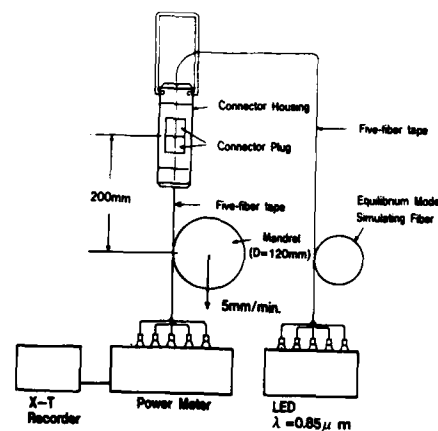 Connector Housing
Connector Plug
Five-fiber tape
200mm
Five-fiber tape
Equilibnum Mode
Simulating Fiber
Mandrel
(D=120mm)
5mm/min.
X-T
Recorder
Power Meter
LED
λ =0.85μ m